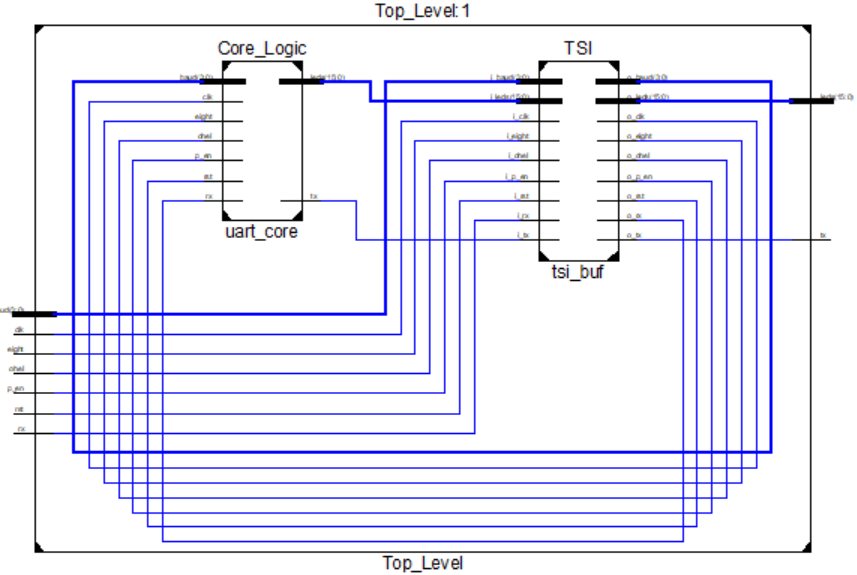 Top_Level:1
Core_Logic
TSI
baud(3:0)
leds(15:0)
i_baud(3:0)
o_baud(3:0)
clk
i_leds(15:0)
o_leds(15:0)
leds(15:0)
eight
i_clk
o_clk
ohel
i_eight
o_eight
p_en
i_ohel
o_ohel
rst
i_p_en
o_p_en
rx
tx
i_rst
o_rst
i_rx
o_rx
uart_core
i_tx
o_tx
tx
tsi_buf
clk
eight
ohel
p_en
rst
rx
Top_Level